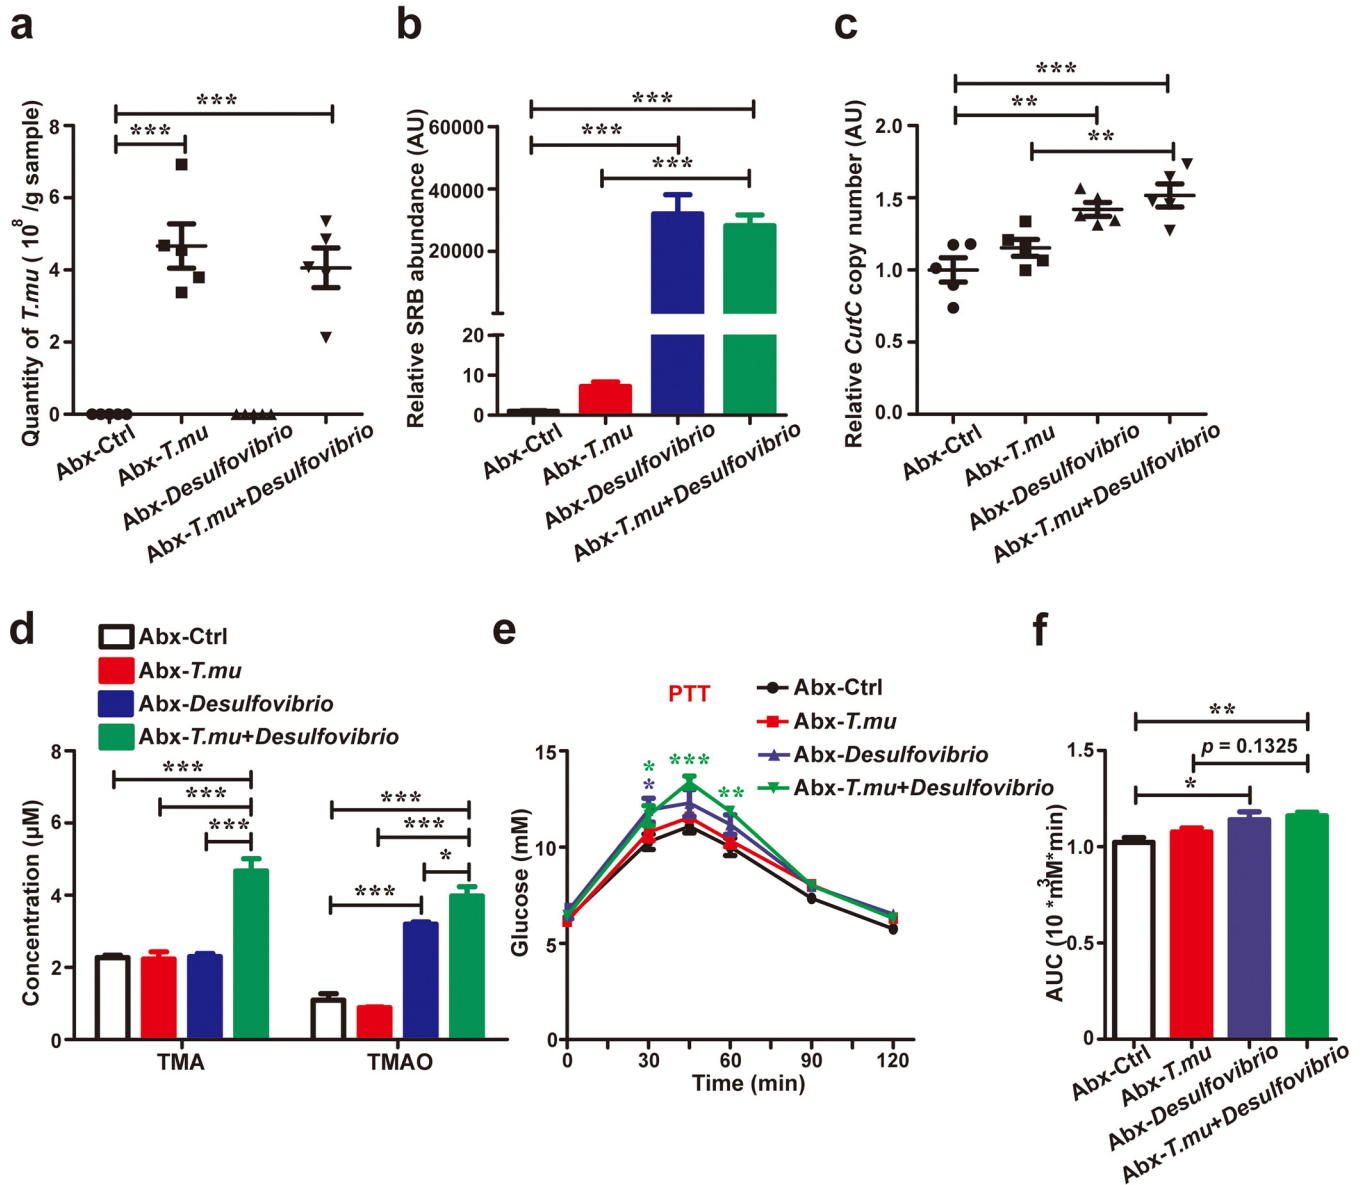 a
Quantity of T.mu ( 10⁸ /g sample)
8
6
4
2
0
***
***
Abx-Ctrl
Abx-T.mu
Abx-Desulfovibrio
Abx-T.mu+Desulfovibrio
b
Relative SRB abundance (AU)
60000
40000
20000
20
10
0
***
***
***
Abx-Ctrl
Abx-T.mu
Abx-Desulfovibrio
Abx-T.mu+Desulfovibrio
c
Relative CutC copy number (AU)
2.0
1.5
1.0
0.5
0.0
***
**
**
Abx-Ctrl
Abx-T.mu
Abx-Desulfovibrio
Abx-T.mu+Desulfovibrio
d
Abx-Ctrl
Abx-T.mu
Abx-Desulfovibrio
Abx-T.mu+Desulfovibrio
Concentration (μM)
8
6
4
2
0
***
***
***
***
***
*
***
TMA
TMAO
e
PTT
Abx-Ctrl
Abx-T.mu
Abx-Desulfovibrio
Abx-T.mu+Desulfovibrio
Glucose (mM)
15
10
5
0
*
*
***
**
0
30
60
90
120
Time (min)
f
AUC (10³ *mM*min)
1.5
1.0
0.5
0
**
p = 0.1325
*
Abx-Ctrl
Abx-T.mu
Abx-Desulfovibrio
Abx-T.mu+Desulfovibrio